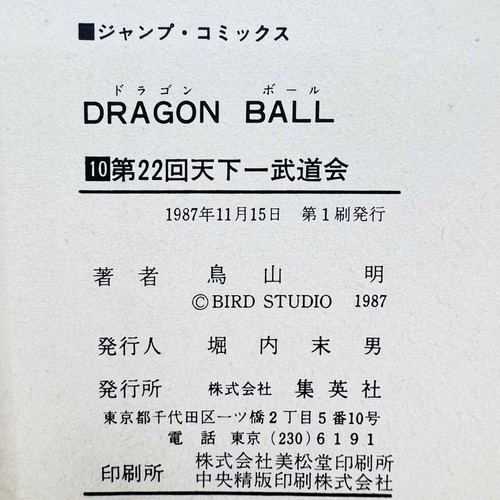 ■ジャンプ・コミックス
ドラゴン ボール
DRAGON BALL
10第22回天下一武道会
1987年11月15日 第1刷発行
著者 鳥山 明
©BIRD STUDIO 1987
発行人 堀内末男
発行所 株式会社 集英社
東京都千代田区一ツ橋2丁目5番10号
電話 東京(230)6191
印刷所 株式会社美松堂印刷所
中央精版印刷株式会社